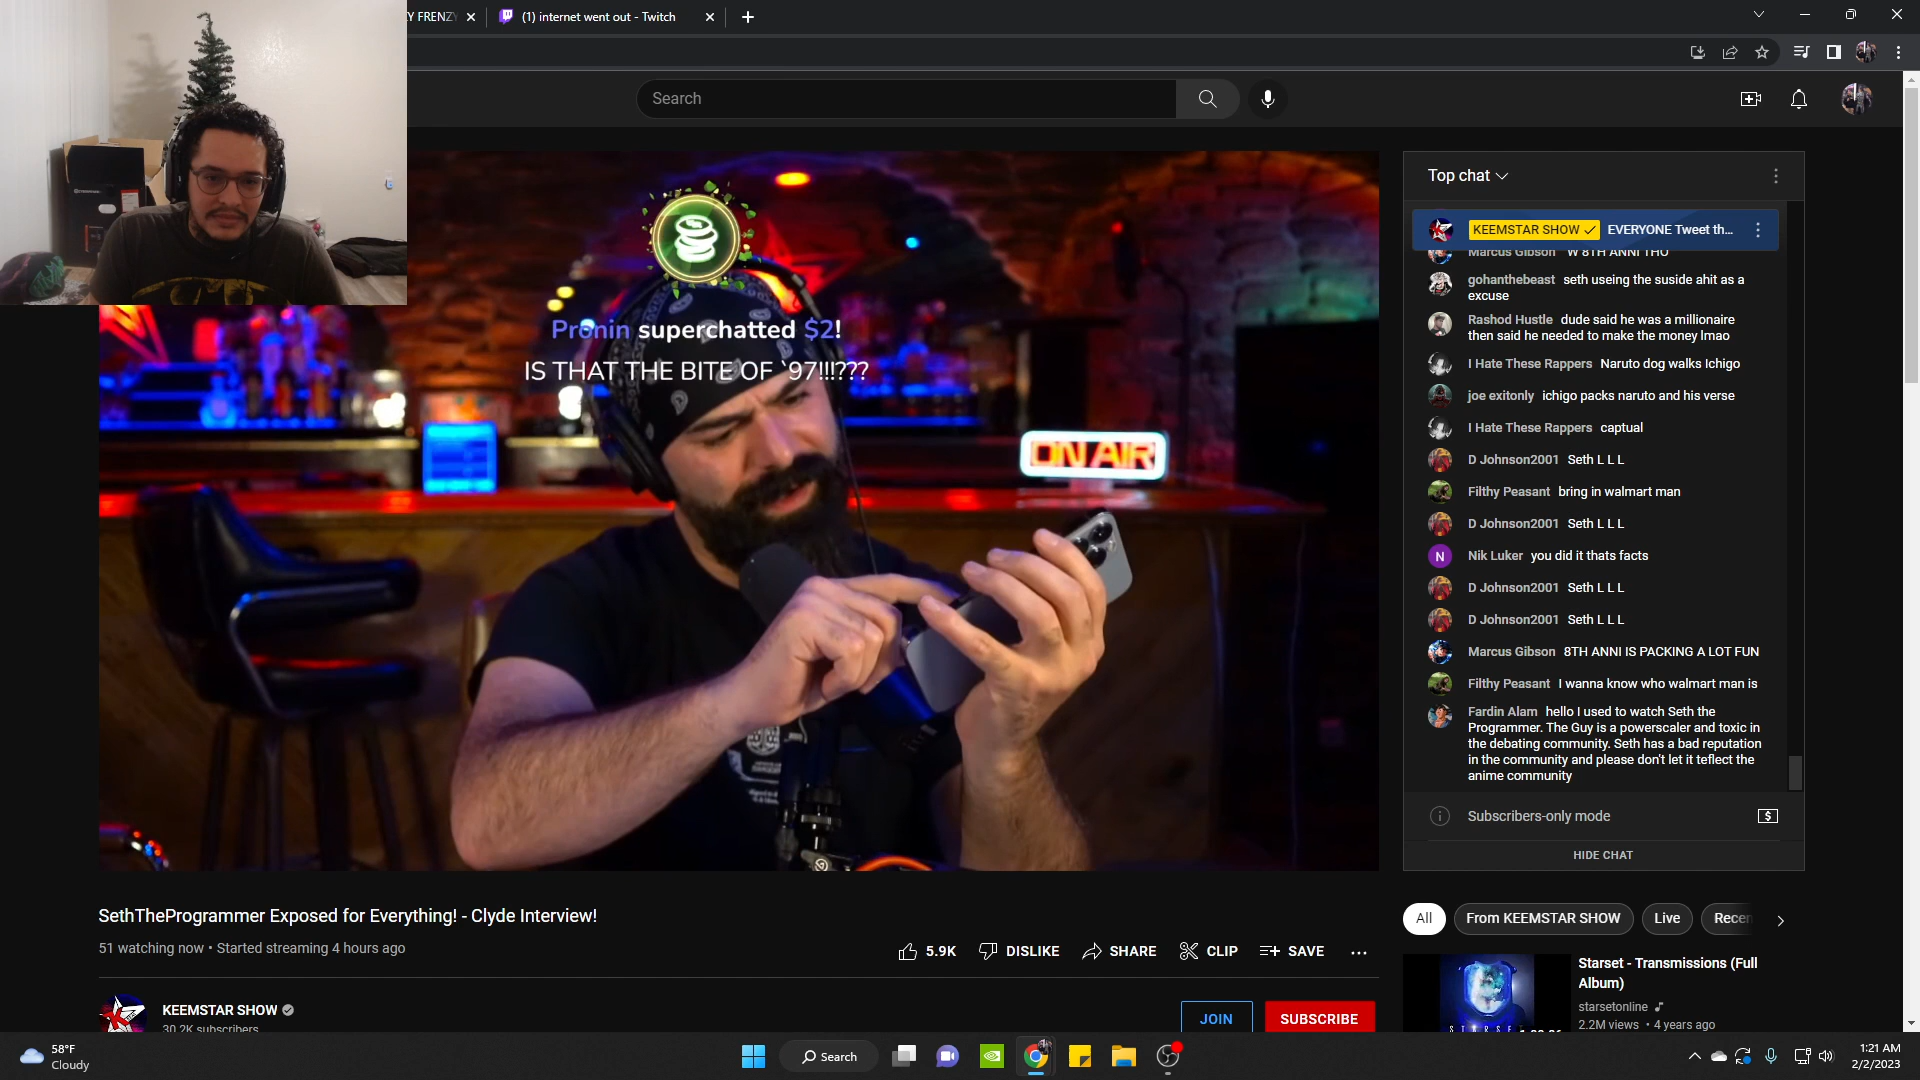 Y FRENZY
(1) internet went out - Twitch
Search
Pronin superchatted $2!
IS THAT THE BITE OF `97!!!???
ON AIR
Top chat
KEEMSTAR SHOW EVERYONE Tweet th...
Marcus Gibson W 8TH ANNI THO
gohanthebeast seth useing the suside ahit as a
excuse
Rashod Hustle dude said he was a millionaire
then said he needed to make the money lmao
I Hate These Rappers Naruto dog walks Ichigo
joe exitonly ichigo packs naruto and his verse
I Hate These Rappers captual
D Johnson2001 Seth L L L
Filthy Peasant bring in walmart man
D Johnson2001 Seth L L L
N Nik Luker you did it thats facts
D Johnson2001 Seth L L L
D Johnson2001 Seth L L L
Marcus Gibson 8TH ANNI IS PACKING A LOT FUN
Filthy Peasant I wanna know who walmart man is
Fardin Alam hello I used to watch Seth the
Programmer. The Guy is a powerscaler and toxic in
the debating community. Seth has a bad reputation
in the community and please don't let it teflect the
anime community
Subscribers-only mode
HIDE CHAT
SethTheProgrammer Exposed for Everything! - Clyde Interview!
51 watching now • Started streaming 4 hours ago
5.9K DISLIKE SHARE CLIP SAVE ...
KEEMSTAR SHOW
30.2K subscribers
JOIN SUBSCRIBE
All From KEEMSTAR SHOW Live Recen
Starset - Transmissions (Full
Album)
starsetonline
2.2M views • 4 years ago
STARSET
58°F
Cloudy
Search
1:21 AM
2/2/2023